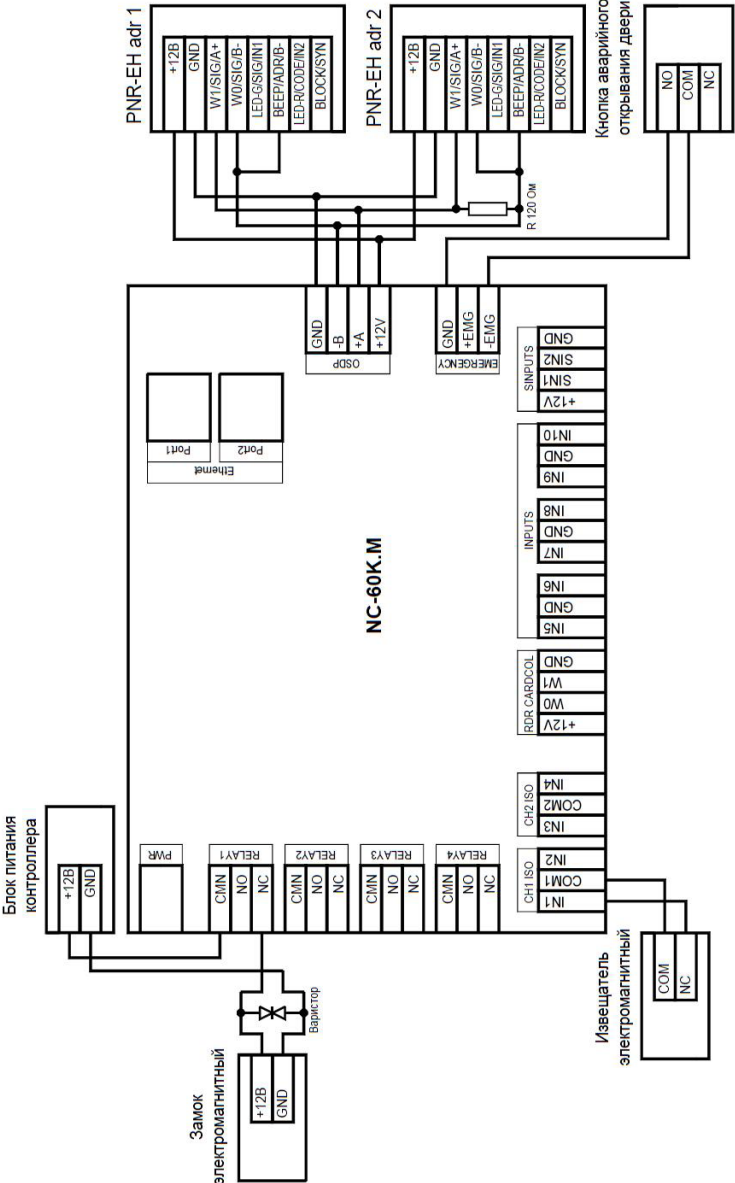 PNR-EH adr 1
+12В
GND
W1/SIG/A+
W0/SIG/B-
LED-G/SIG/IN1
BEEP/ADR/B-
LED-R/CODE/IN2
BLOCK/SYN
PNR-EH adr 2
+12В
GND
W1/SIG/A+
W0/SIG/B-
LED-G/SIG/IN1
BEEP/ADR/B-
LED-R/CODE/IN2
BLOCK/SYN
Кнопка аварийного
открывания двери
NO
COM
NC
R 120 Ом
GND
-B
+A
+12V
OSDP
GND
+EMG
-EMG
EMERGENCY
Port1
Port2
Ethernet
NC-60K.M
SINPUTS
GND
SIN2
SIN1
+12V
INPUTS
IN10
GND
IN9
IN8
GND
IN7
IN6
GND
IN5
RDR CARDCOL
GND
W1
W0
+12V
CH2 ISO
IN4
COM2
IN3
CH1 ISO
IN2
COM1
IN1
PWR
RELAY1
CMN
NO
NC
RELAY2
CMN
NO
NC
RELAY3
CMN
NO
NC
RELAY4
CMN
NO
NC
Блок питания
контроллера
+12В
GND
Варистор
Замок
электромагнитный
+12В
GND
Извещатель
электромагнитный
COM
NC